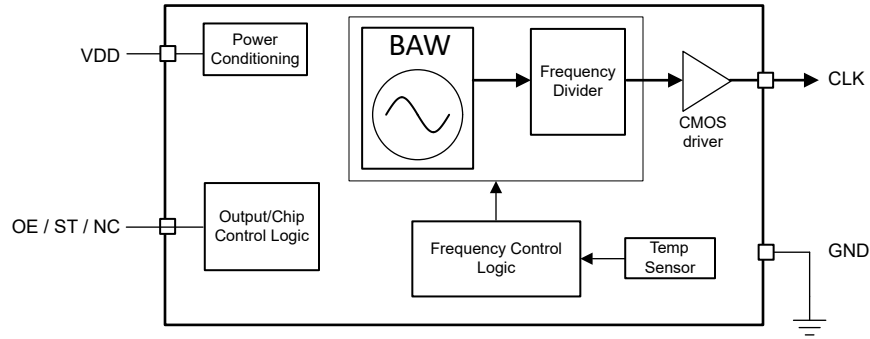 VDD
Power
Conditioning
BAW
Frequency
Divider
CMOS
driver
CLK
OE / ST / NC
Output/Chip
Control Logic
Frequency Control
Logic
Temp
Sensor
GND